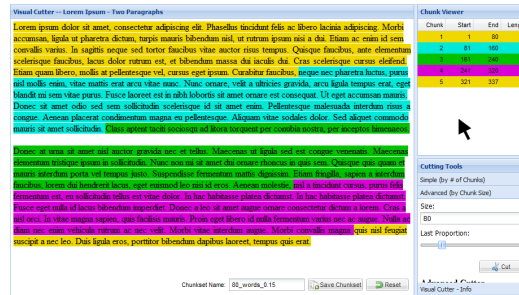 Visual Cutter -- Lorem Ipsum - Two Paragraphs
Lorem ipsum dolor sit amet, consectetur adipiscing elit. Phasellus tincidunt felis ac libero lacinia adipiscing. Morbi
accumsan, ligula ut pharetra dictum, turpis mauris bibendum nisl, ut rutrum ipsum nisi a dui. Etiam ac enim id sem
convallis varius. In sagittis neque sed tortor faucibus vitae auctor risus tempus. Quisque faucibus, ante elementum
scelerisque faucibus, lacus dolor rutrum est, et bibendum massa dui iaculis dui. Cras scelerisque cursus eleifend.
Etiam quam libero, mollis at pellentesque vel, cursus eget ipsum. Curabitur faucibus, neque nec pharetra luctus, purus
nisl mollis enim, vitae mattis erat arcu vitae nunc. Nunc ornare, velit a ultricies gravida, arcu ligula tempus erat, eget
blandit mi sem vitae purus. Fusce laoreet est in nibh lobortis sit amet ornare est consequat. Ut eget accumsan mauris.
Donec sit amet odio sed sem sollicitudin scelerisque id sit amet enim. Pellentesque malesuada interdum risus a
congue. Aenean placerat condimentum magna eu pellentesque. Aliquam vitae sodales dolor. Sed aliquet commodo
mauris sit amet sollicitudin. Class aptent taciti sociosqu ad litora torquent per conubia nostra, per inceptos himenaeos.
Donec at urna sit amet nisl auctor gravida nec et tellus. Maecenas ut ligula sed est congue venenatis. Maecenas
elementum tristique ipsum in sollicitudin. Nunc non mi sit amet dui ornare rhoncus in quis sem. Quisque quis quam et
mauris interdum porta vel tempus justo. Suspendisse fermentum mattis dignissim. Etiam fringilla, sapien a interdum
faucibus, lorem dui hendrerit lacus, eget euismod leo nisi id eros. Aenean molestie, nisl a tincidunt cursus, purus felis
fermentum est, eu sollicitudin tellus est vitae dolor. In hac habitasse platea dictumst. In hac habitasse platea dictumst.
Fusce eget nulla id lacus bibendum imperdiet. Donec a leo sit amet augue ornare consectetur dictum a lorem. Cras a
nisl orci. In vitae magna sapien, quis facilisis mauris. Proin eget libero id nulla fermentum varius nec ac augue. Nulla ac
diam nec enim vehicula rutrum ac nec velit. Morbi vitae interdum augue. Morbi convallis magna quis nisl feugiat
suscipit a nec leo. Duis ligula eros, porttitor bibendum dapibus laoreet, tempus quis erat.
Chunkset Name: 80_words_0.15 Save Chunkset Reset
Chunk Viewer
Chunk Start End
1 1 80
2 81 160
3 161 240
4 241 320
5 321 337
Cutting Tools
Simple (by # of Chunks)
Advanced (by Chunk Size)
Size:
80
Last Proportion:
Cut
Visual Cutter - Info